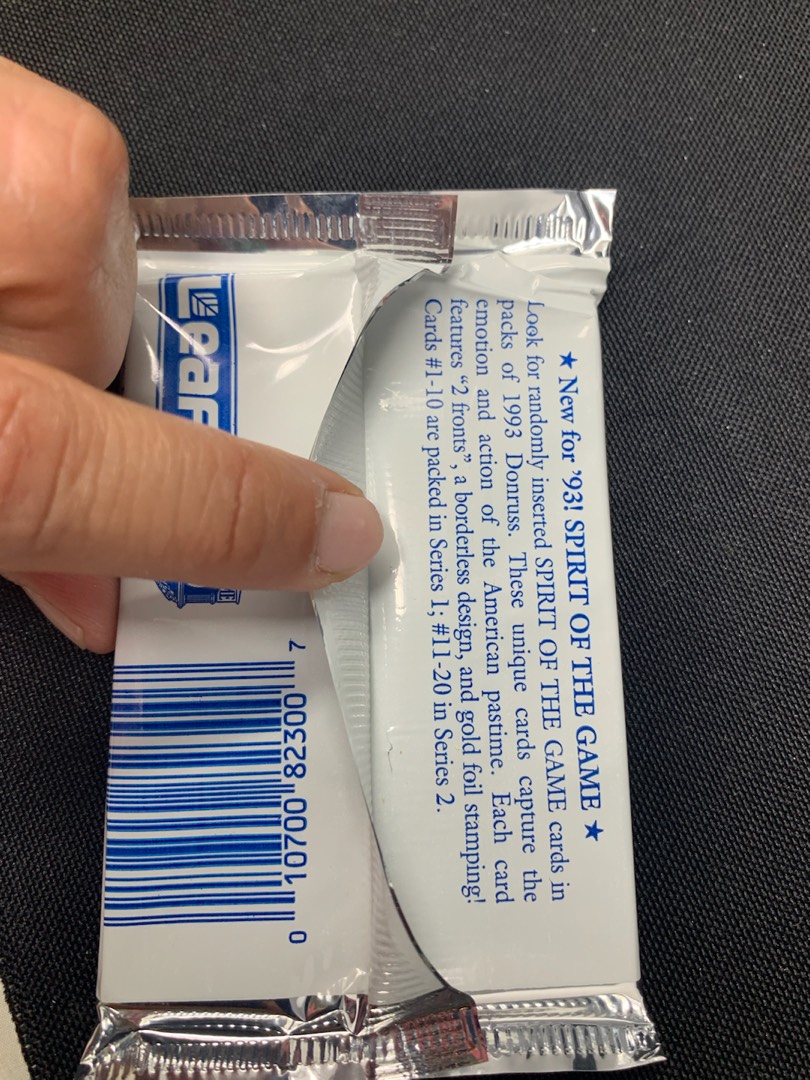 ★ New for '93! SPIRIT OF THE GAME ★
Look for randomly inserted SPIRIT OF THE GAME cards in
packs of 1993 Donruss. These unique cards capture the
emotion and action of the American pastime. Each card
features "2 fronts", a borderless design, and gold foil stamping!
Cards #1-10 are packed in Series 1; #11-20 in Series 2.
Leaf
0 10700 82300 7